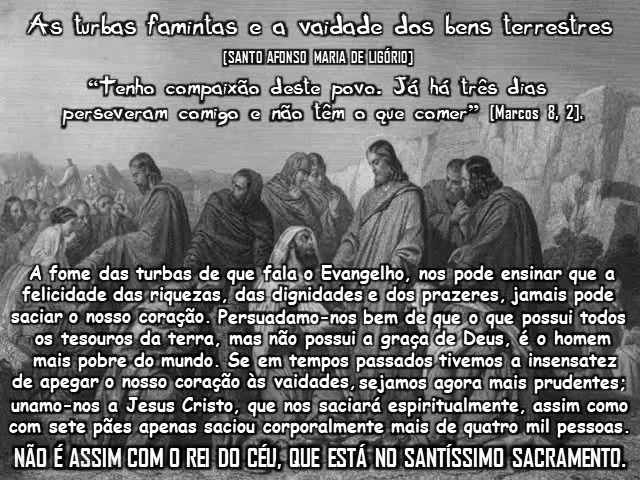 As turbas famintas e a vaidade dos bens terrestres
[SANTO AFONSO MARIA DE LIGÓRIO]
“Tenho compaixão deste povo. Já há três dias
perseveram comigo e não têm o que comer” [Marcos 8, 2].
A fome das turbas de que fala o Evangelho, nos pode ensinar que a
felicidade das riquezas, das dignidades e dos prazeres, jamais pode
saciar o nosso coração. Persuadamo-nos bem de que o que possui todos
os tesouros da terra, mas não possui a graça de Deus, é o homem
mais pobre do mundo. Se em tempos passados tivemos a insensatez
de apegar o nosso coração às vaidades, sejamos agora mais prudentes;
unamo-nos a Jesus Cristo, que nos saciará espiritualmente, assim como
com sete pães apenas saciou corporalmente mais de quatro mil pessoas.
NÃO É ASSIM COM O REI DO CÉU, QUE ESTÁ NO SANTÍSSIMO SACRAMENTO.